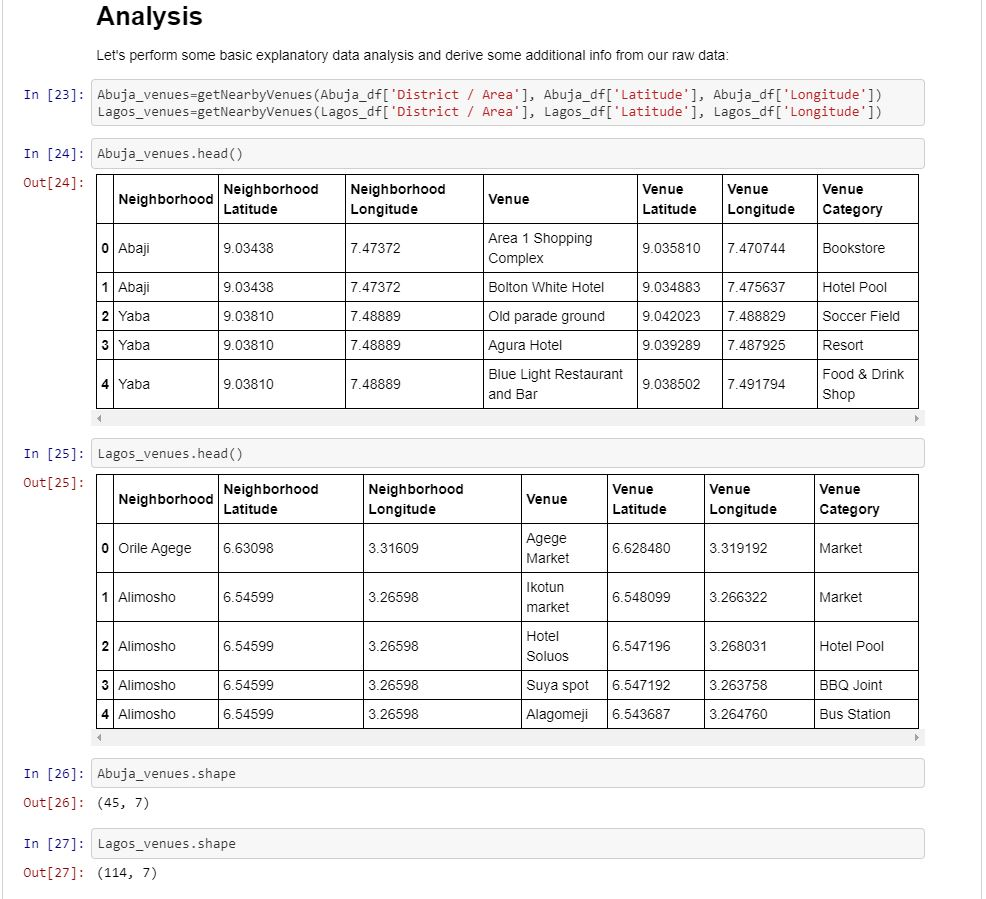 Analysis
Let's perform some basic explanatory data analysis and derive some additional info from our raw data:
In [23]: Abuja_venues=getNearbyVenues(Abuja_df['District / Area'], Abuja_df['Latitude'], Abuja_df['Longitude'])
Lagos_venues=getNearbyVenues(Lagos_df['District / Area'], Lagos_df['Latitude'], Lagos_df['Longitude'])
In [24]: Abuja_venues.head()
Out[24]:
Neighborhood Neighborhood Latitude Neighborhood Longitude Venue Venue Latitude Venue Longitude Venue Category
0 Abaji 9.03438 7.47372 Area 1 Shopping Complex 9.035810 7.470744 Bookstore
1 Abaji 9.03438 7.47372 Bolton White Hotel 9.034883 7.475637 Hotel Pool
2 Yaba 9.03810 7.48889 Old parade ground 9.042023 7.488829 Soccer Field
3 Yaba 9.03810 7.48889 Agura Hotel 9.039289 7.487925 Resort
4 Yaba 9.03810 7.48889 Blue Light Restaurant and Bar 9.038502 7.491794 Food & Drink Shop
In [25]: Lagos_venues.head()
Out[25]:
Neighborhood Neighborhood Latitude Neighborhood Longitude Venue Venue Latitude Venue Longitude Venue Category
0 Orile Agege 6.63098 3.31609 Agege Market 6.628480 3.319192 Market
1 Alimosho 6.54599 3.26598 Ikotun market 6.548099 3.266322 Market
2 Alimosho 6.54599 3.26598 Hotel Soluos 6.547196 3.268031 Hotel Pool
3 Alimosho 6.54599 3.26598 Suya spot 6.547192 3.263758 BBQ Joint
4 Alimosho 6.54599 3.26598 Alagomeji 6.543687 3.264760 Bus Station
In [26]: Abuja_venues.shape
Out[26]: (45, 7)
In [27]: Lagos_venues.shape
Out[27]: (114, 7)